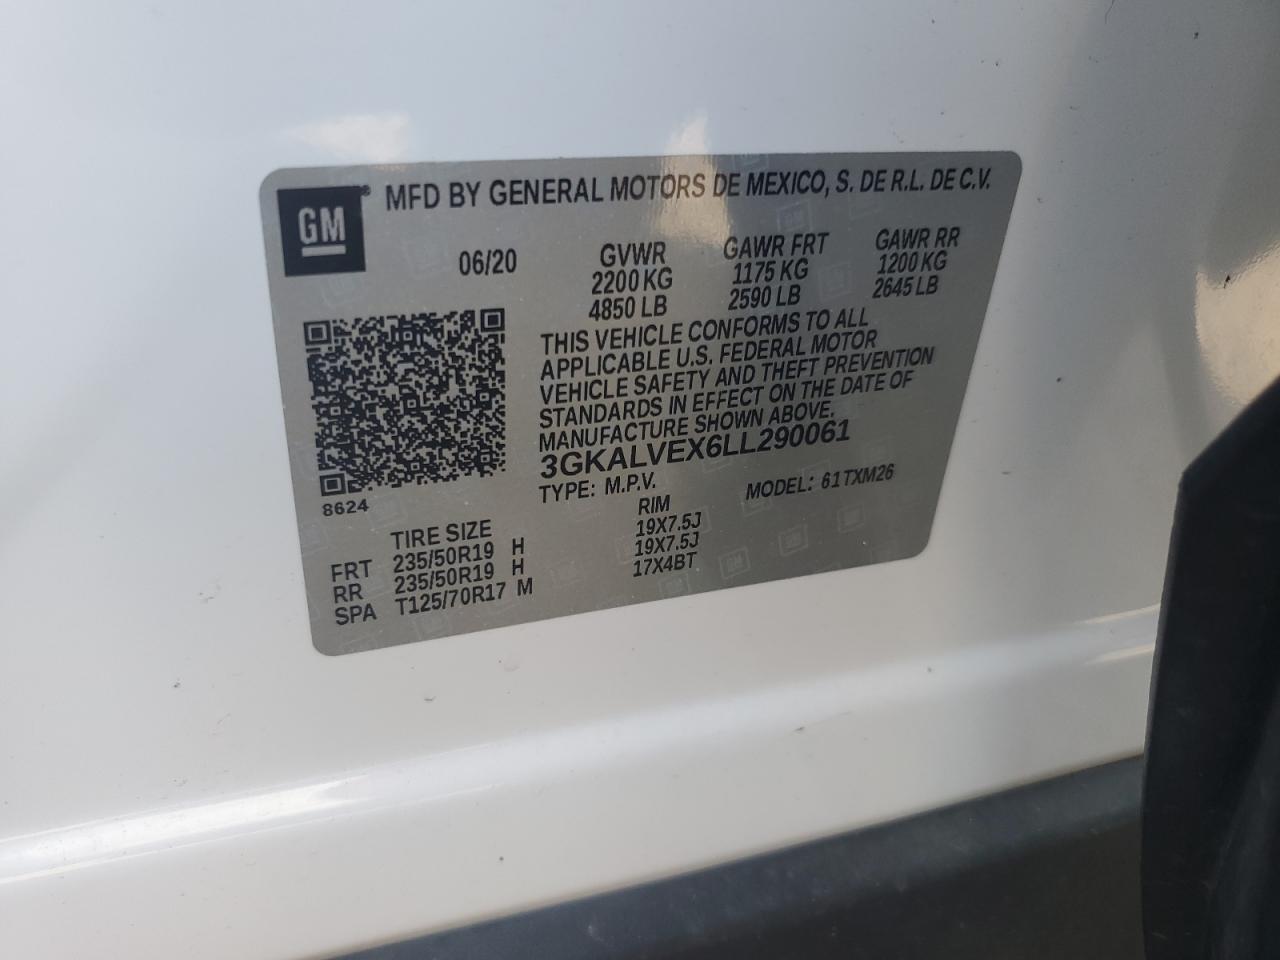 GM
® MFD BY GENERAL MOTORS DE MEXICO, S. DE R.L. DE C.V.
06/20
GVWR GAWR FRT GAWR RR
2200 KG 1175 KG 1200 KG
4850 LB 2590 LB 2645 LB
THIS VEHICLE CONFORMS TO ALL
APPLICABLE U.S. FEDERAL MOTOR
VEHICLE SAFETY AND THEFT PREVENTION
STANDARDS IN EFFECT ON THE DATE OF
MANUFACTURE SHOWN ABOVE.
3GKALVEX6LL290061
TYPE: M.P.V. MODEL: 61TXM26
8624
TIRE SIZE RIM
FRT 235/50R19 H 19X7.5J
RR 235/50R19 H 19X7.5J
SPA T125/70R17 M 17X4BT